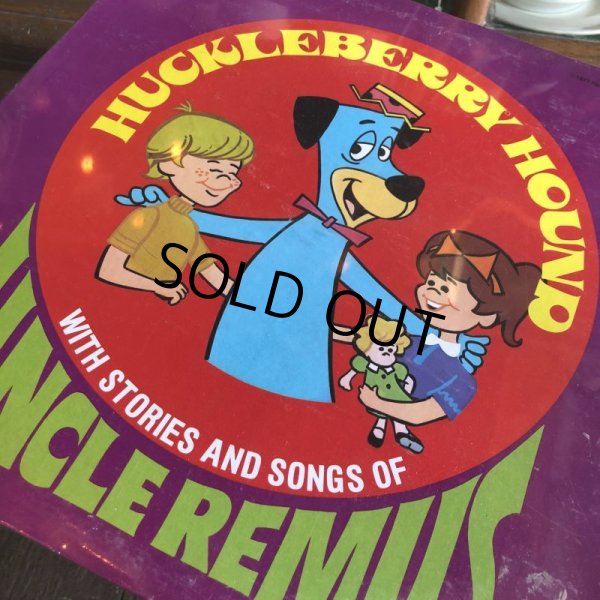 HUCKLEBERRY HOUND
SOLD OUT
WITH STORIES AND SONGS OF
UNCLE REMUS